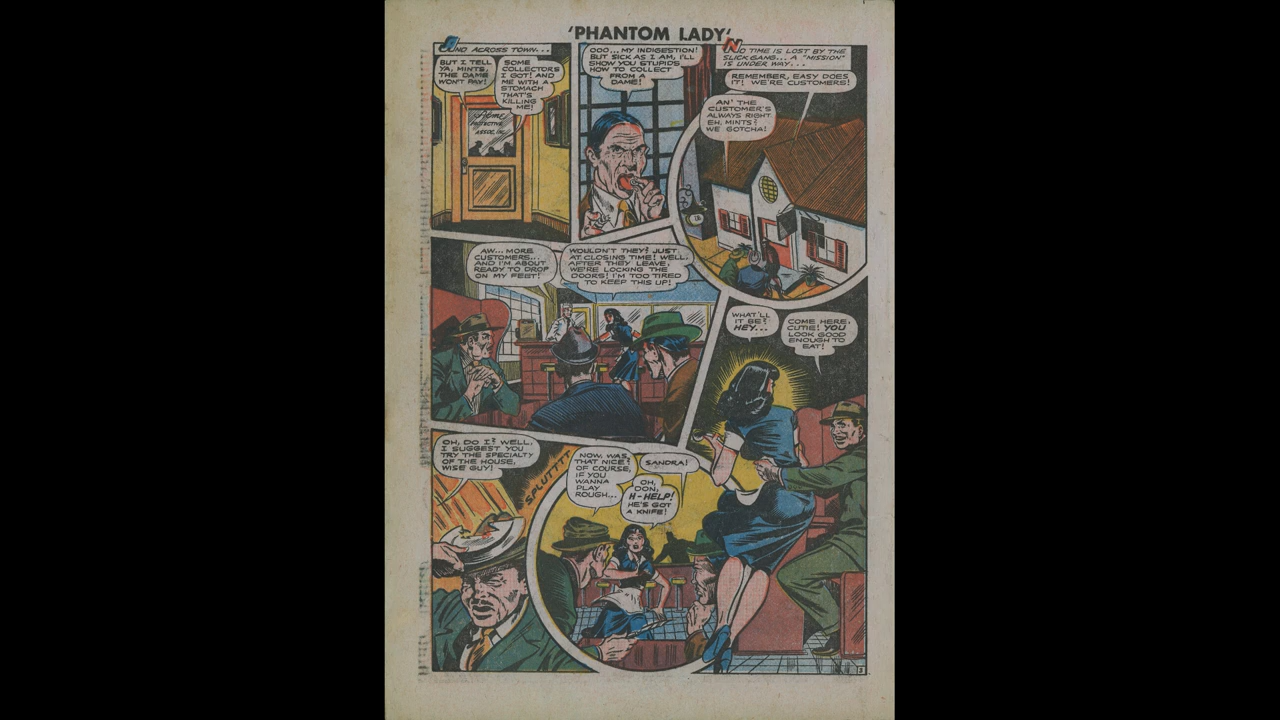 'PHANTOM LADY'
AND ACROSS TOWN...
BUT I TELL
YA, MINTS,
THE DAME
WON'T PAY!
SOME
COLLECTORS
I GOT! AND
ME WITH A
STOMACH
THAT'S
KILLING
ME!
Acme
PROTECTIVE
ASSOC. INC.
OOO... MY INDIGESTION!
BUT SICK AS I AM, I'LL
SHOW YOU STUPIDS
HOW TO COLLECT
FROM A
DAME!
NO TIME IS LOST BY THE
SLICK GANG... A "MISSION"
IS UNDER WAY...
REMEMBER, EASY DOES
IT! WE'RE CUSTOMERS!
AN' THE
CUSTOMER'S
ALWAYS RIGHT,
EH, MINTS?
WE GOTCHA!
AW... MORE
CUSTOMERS...
AND I'M ABOUT
READY TO DROP
ON MY FEET!
WOULDN'T THEY? JUST
AT CLOSING TIME! WELL,
AFTER THEY LEAVE,
WE'RE LOCKING THE
DOORS! I'M TOO TIRED
TO KEEP THIS UP!
WHAT'LL
IT BE?
HEY...
COME HERE,
CUTIE! YOU
LOOK GOOD
ENOUGH TO
EAT!
OH, DO I? WELL,
I SUGGEST YOU
TRY THE SPECIALTY
OF THE HOUSE,
WISE GUY!
SPLUTTTT
NOW, WAS
THAT NICE?
OF COURSE,
IF YOU
WANNA
PLAY
ROUGH...
SANDRA!
OH,
DON,
H-HELP!
HE'S GOT
A KNIFE!
3